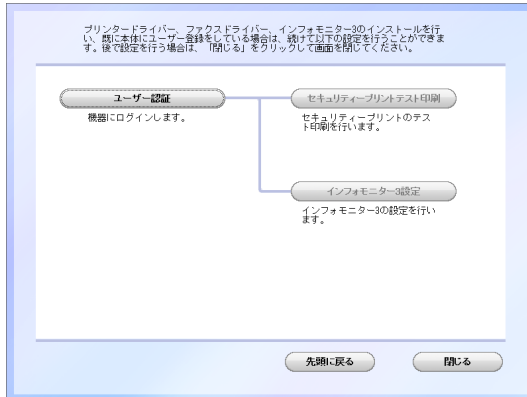 プリンタードライバー、ファクスドライバー、インフォモニター3のインストールを行
い、既に本体にユーザー登録をしている場合は、続けて以下の設定を行うことができま
す。後で設定を行う場合は、「閉じる」をクリックして画面を閉じてください。
ユーザー認証
機器にログインします。
セキュリティープリントテスト印刷
セキュリティープリントのテス
ト印刷を行います。
インフォモニター3設定
インフォモニター3の設定を行い
ます。
先頭に戻る
閉じる